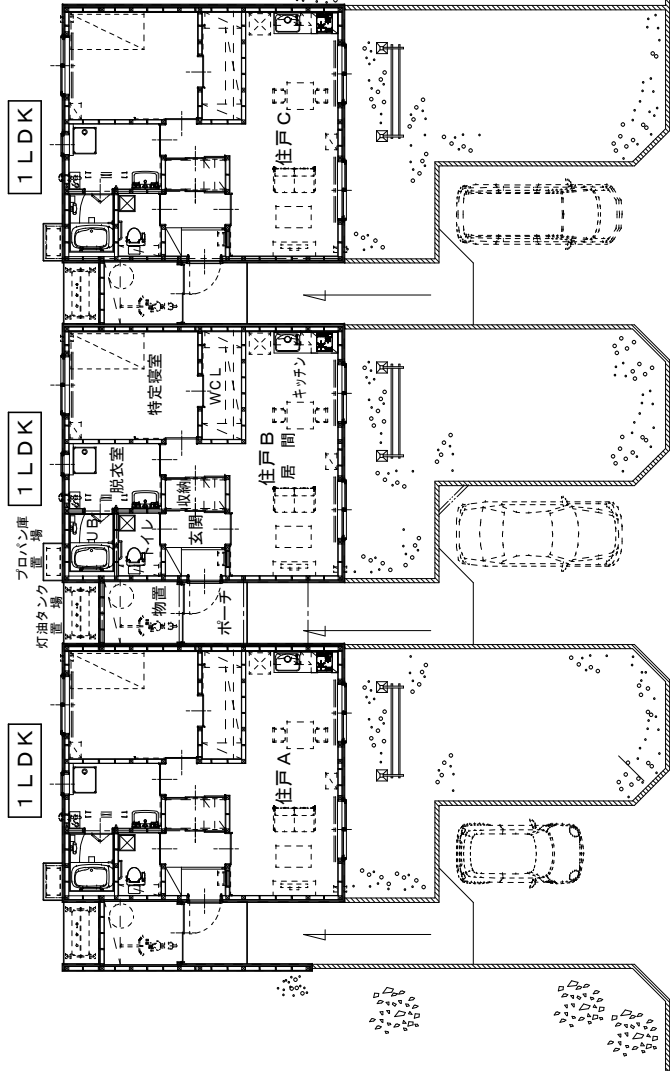 1LDK
1LDK
1LDK
プロパン庫
置場
灯油タンク
置場
UB
脱衣室
特定寝室
トイレ
収納
WCL
玄関
物置
ポーチ
住戸A
住戸B
居間
キッチン
住戸C